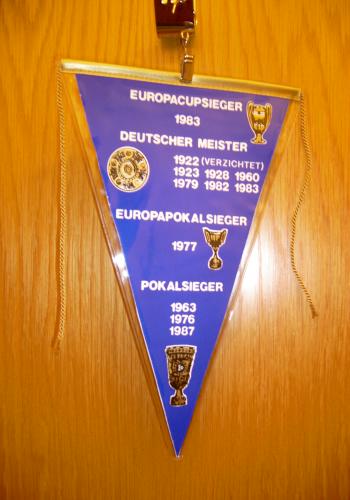 EUROPACUPSIEGER
1983
DEUTSCHER MEISTER
1922 (VERZICHTET)
1923 1928 1960
1979 1982 1983
EUROPAPOKALSIEGER
1977
POKALSIEGER
1963
1976
1987